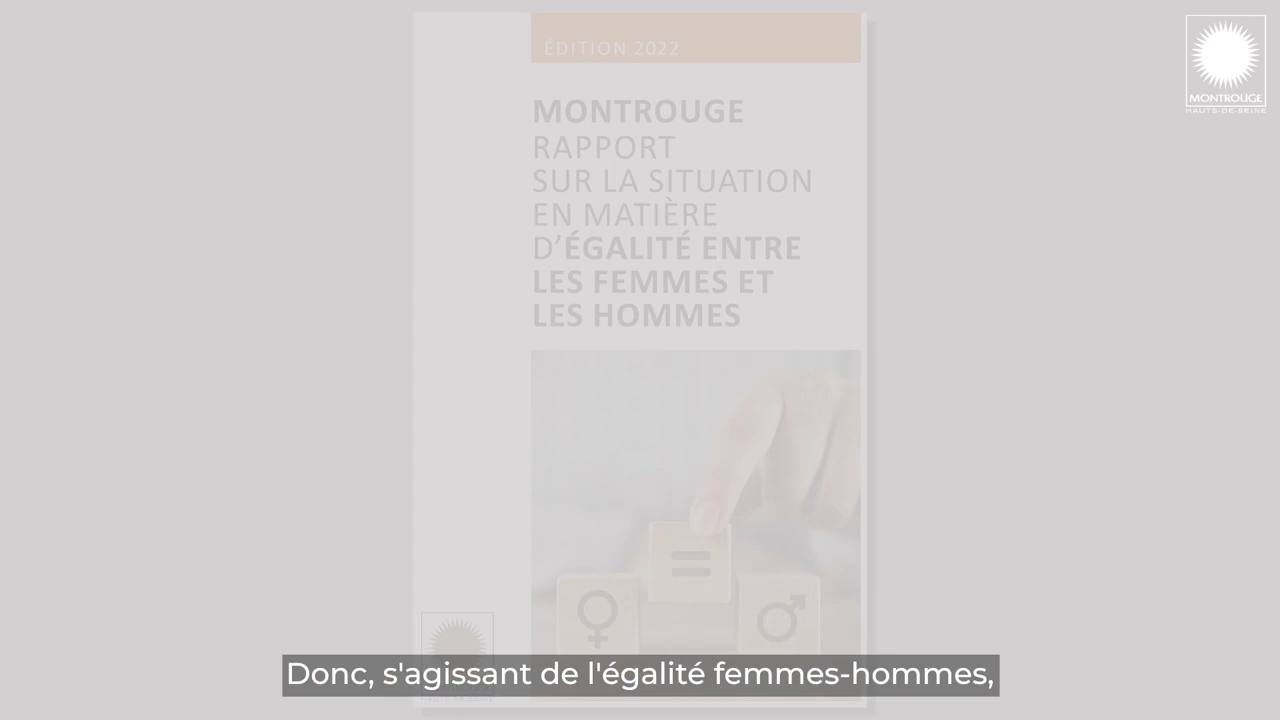 ÉDITION 2022
MONTROUGE
HAUTS-DE-SEINE
MONTROUGE
RAPPORT
SUR LA SITUATION
EN MATIÈRE
D’ÉGALITÉ ENTRE
LES FEMMES ET
LES HOMMES
Donc, s'agissant de l'égalité femmes-hommes,